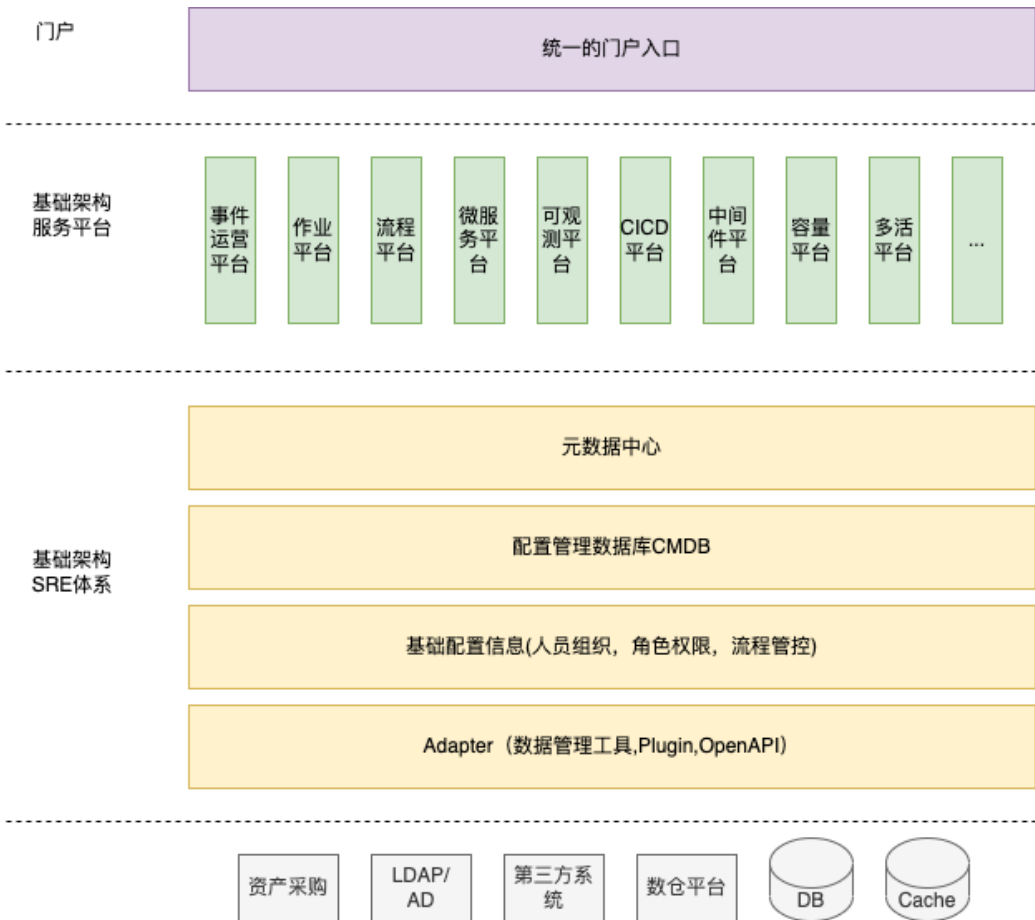 门户
统一的门户入口
基础架构
服务平台
事件
运营
平台
作业
平台
流程
平台
微服
务平
台
可观
测平
台
CICD
平台
中间
件平
台
容量
平台
多活
平台
...
元数据中心
配置管理数据库CMDB
基础架构
SRE体系
基础配置信息(人员组织，角色权限，流程管控)
Adapter（数据管理工具,Plugin,OpenAPI）
资产采购
LDAP/
AD
第三方系
统
数仓平台
DB
Cache